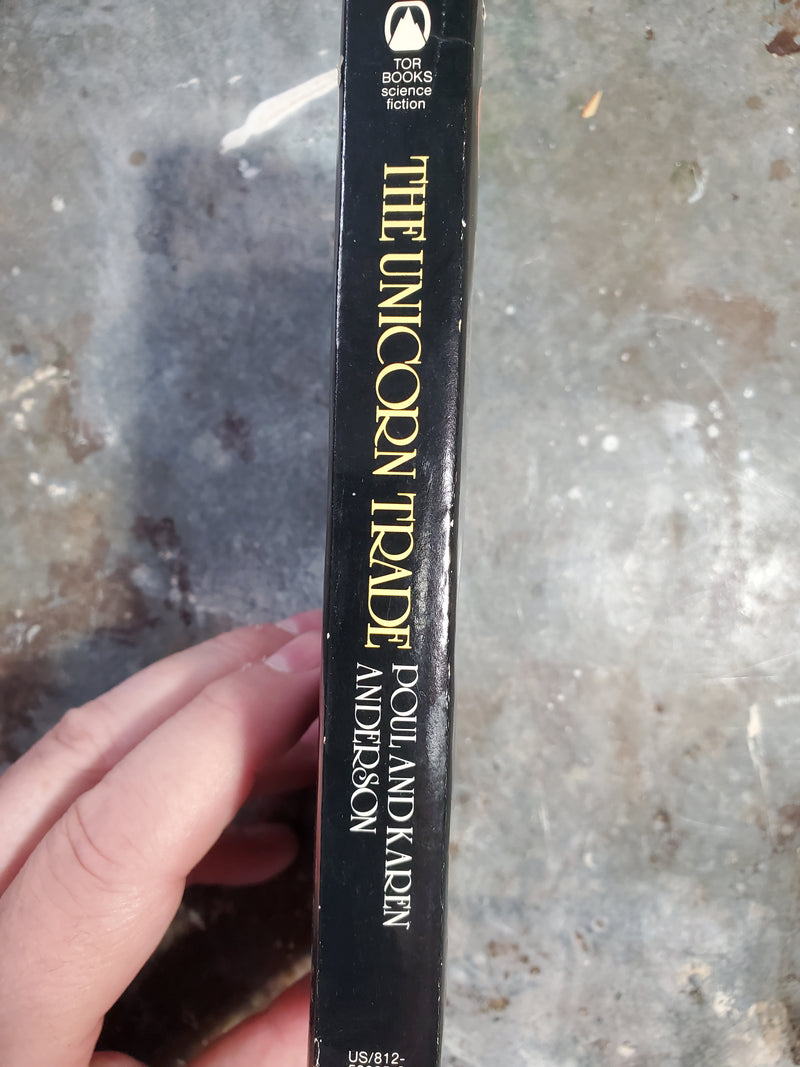 TOR
BOOKS
science
fiction
THE UNICORN TRADE
POUL AND KAREN
ANDERSON
US/812-